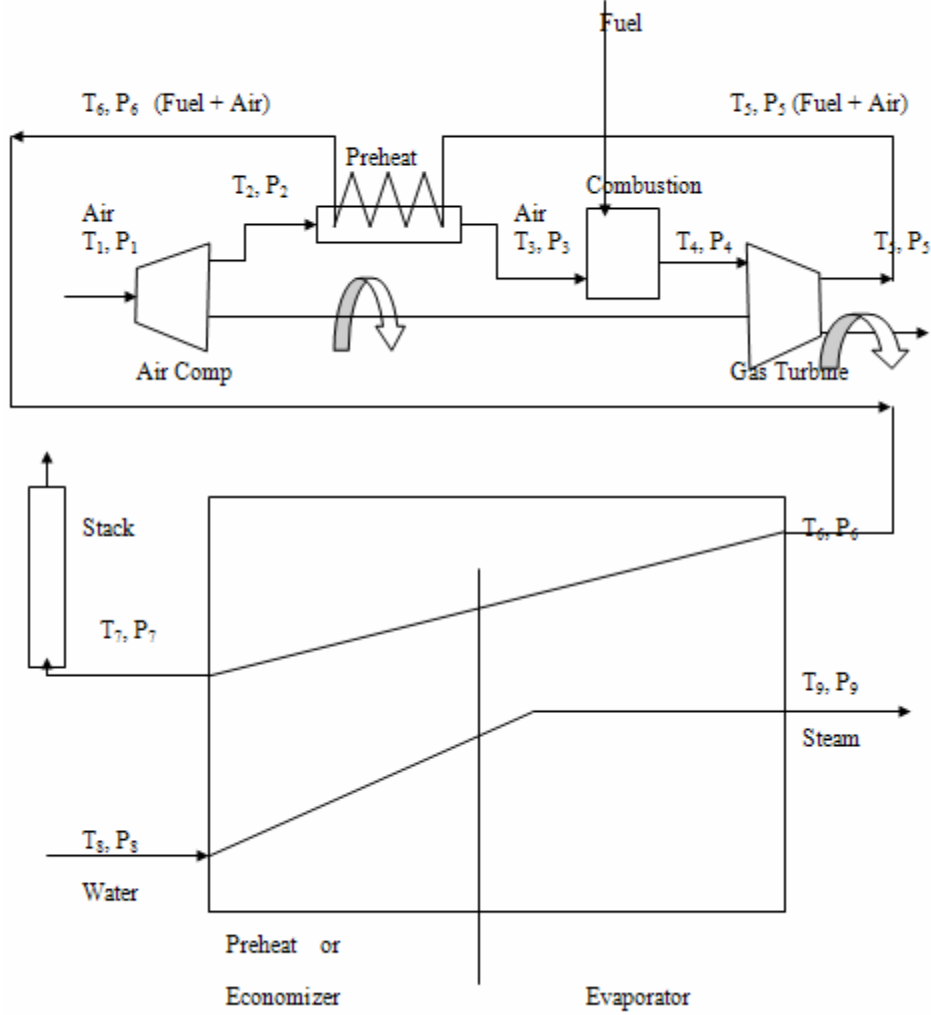 Fuel
T₆, P₆ (Fuel + Air)
T₅, P₅ (Fuel + Air)
Preheat
T₂, P₂
Combustion
Air
T₁, P₁
Air
T₃, P₃
T₄, P₄
T₅, P₅
Air Comp
Gas Turbine
Stack
T₆, P₆
T₇, P₇
T₉, P₉
Steam
T₈, P₈
Water
Preheat or
Economizer
Evaporator